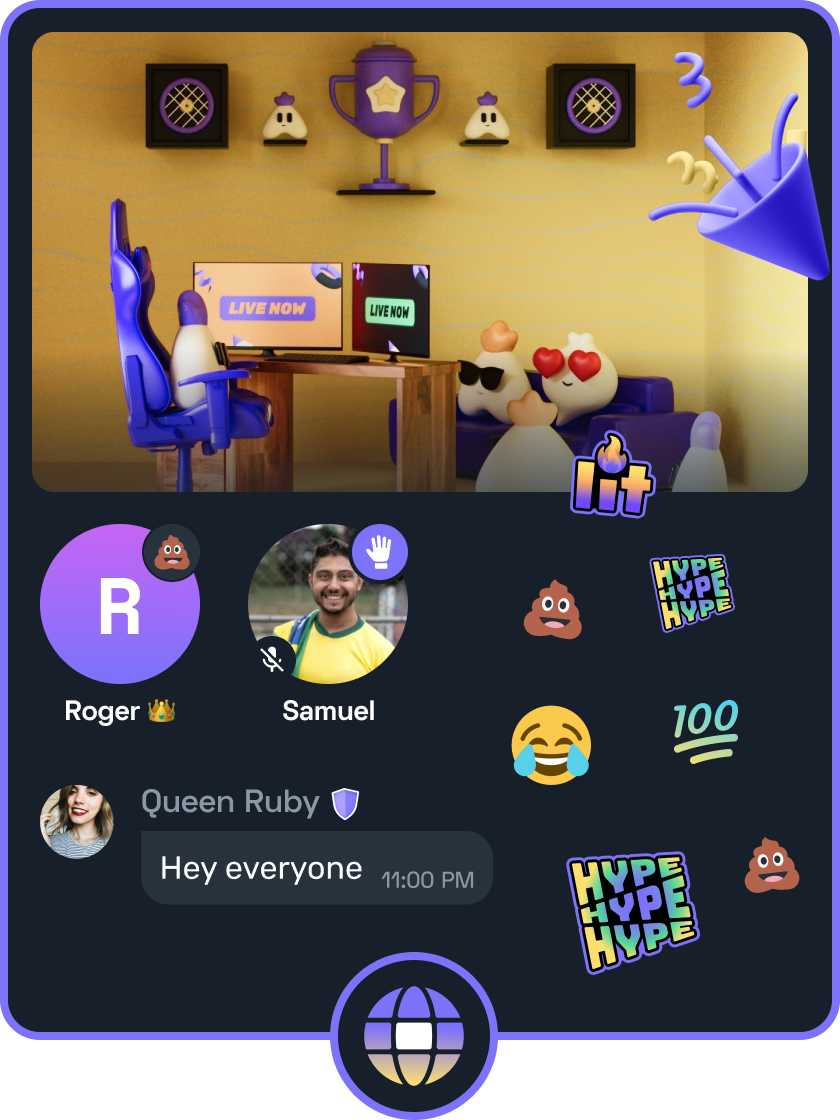 LIVE NOW
LIVE NOW
lit
R
HYPE
HYPE
HYPE
Roger
Samuel
100
Queen Ruby
Hey everyone 11:00 PM
HYPE
HYPE
HYPE